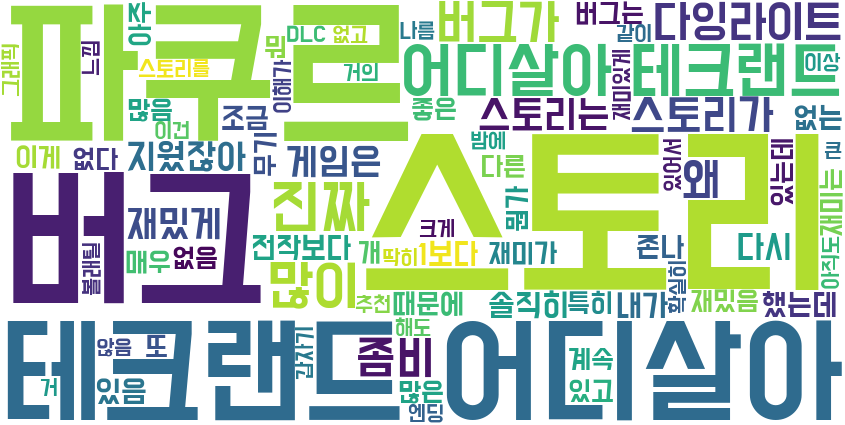 그래픽
파쿠르
느낌
좋아
스토리를
DLC
없고
뭔
이해가
거의
나름
버그가
버그는
같이
다잉라이트
어디살아
테크랜드
이상
많음
이건
조금
무기
좋은
스토리는
재미있게
스토리가
없는
큰
이게
없다
지웠잖아
게임은
밤에
다른
있어서
왜
있는데
버그
스토리
재밌게
진짜
크게
뭔가
매우
없음
볼래틸
전작보다
개
딱히
1보다
재미가
존나
확실히
다시
아직도
재미는
많이
추천
때문에
해도
솔직히
특히
내가
재밌음
했는데
테크랜드
어디살아
않음
또
거
있음
갑자기
좀비
많은
엔딩
계속
있고